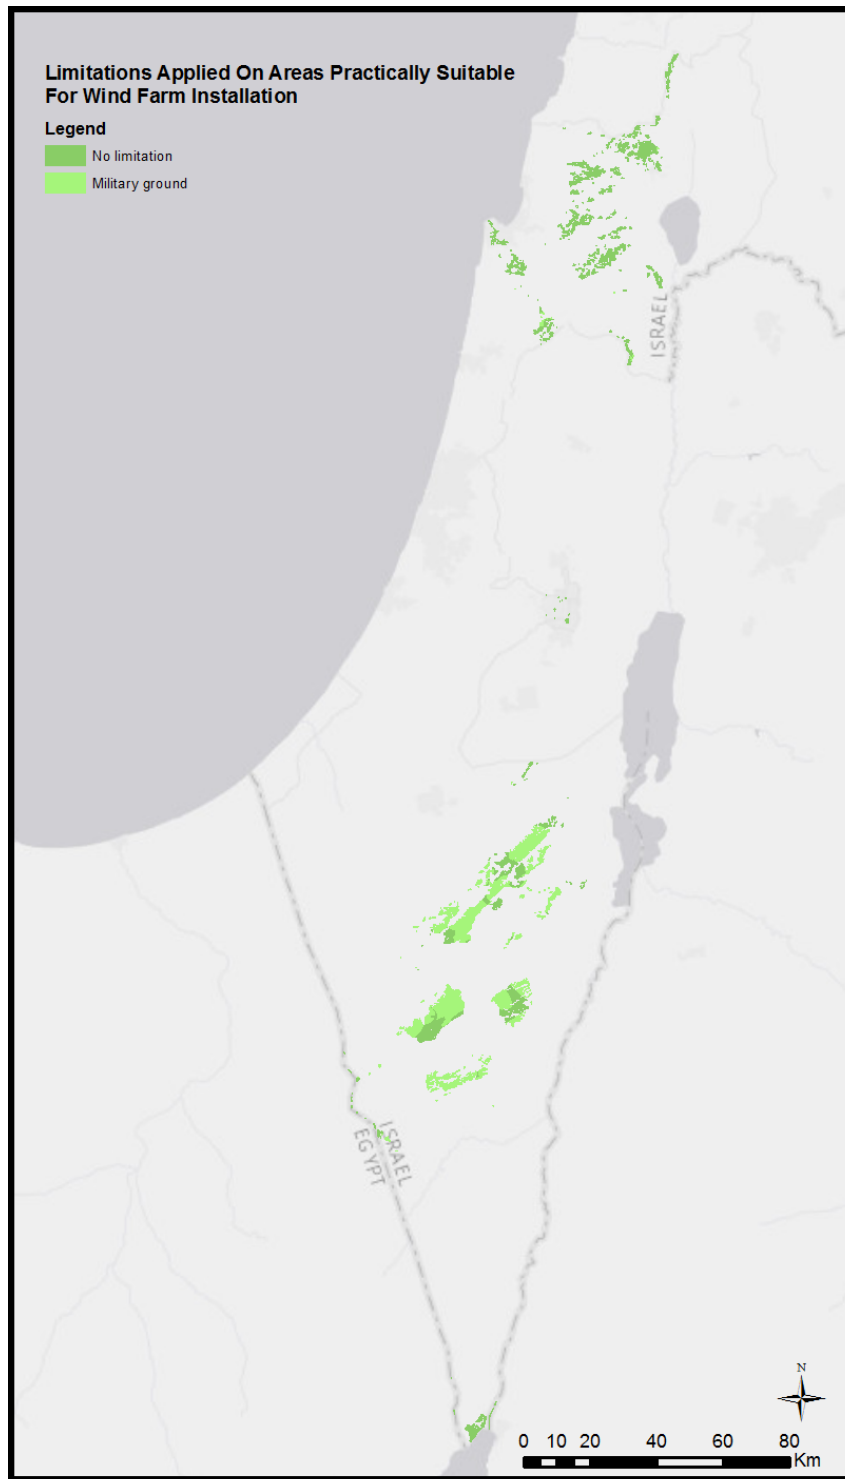 Limitations Applied On Areas Practically Suitable
For Wind Farm Installation
Legend
No limitation
Military ground
ISRAEL
ISRAEL
EGYPT
N
0 10 20 40 60 80
Km